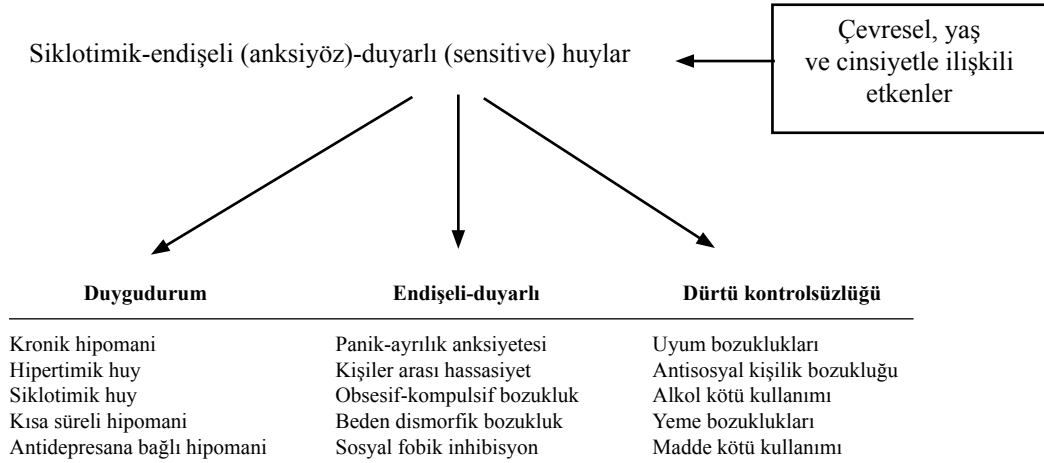 Siklotimik-endişeli (anksiyöz)-duyarlı (sensitive) huylar
Çevresel, yaş
ve cinsiyetle ilişkili
etkenler
Duygudurum
Endişeli-duyarlı
Dürtü kontrolsüzlüğü
Kronik hipomani
Hipertimik huy
Siklotimik huy
Kısa süreli hipomani
Antidepresana bağlı hipomani
Panik-ayrılık anksiyetesi
Kişiler arası hassasiyet
Obsesif-kompulsif bozukluk
Beden dismorfik bozukluk
Sosyal fobik inhibisyon
Uyum bozuklukları
Antisosyal kişilik bozukluğu
Alkol kötü kullanımı
Yeme bozuklukları
Madde kötü kullanımı